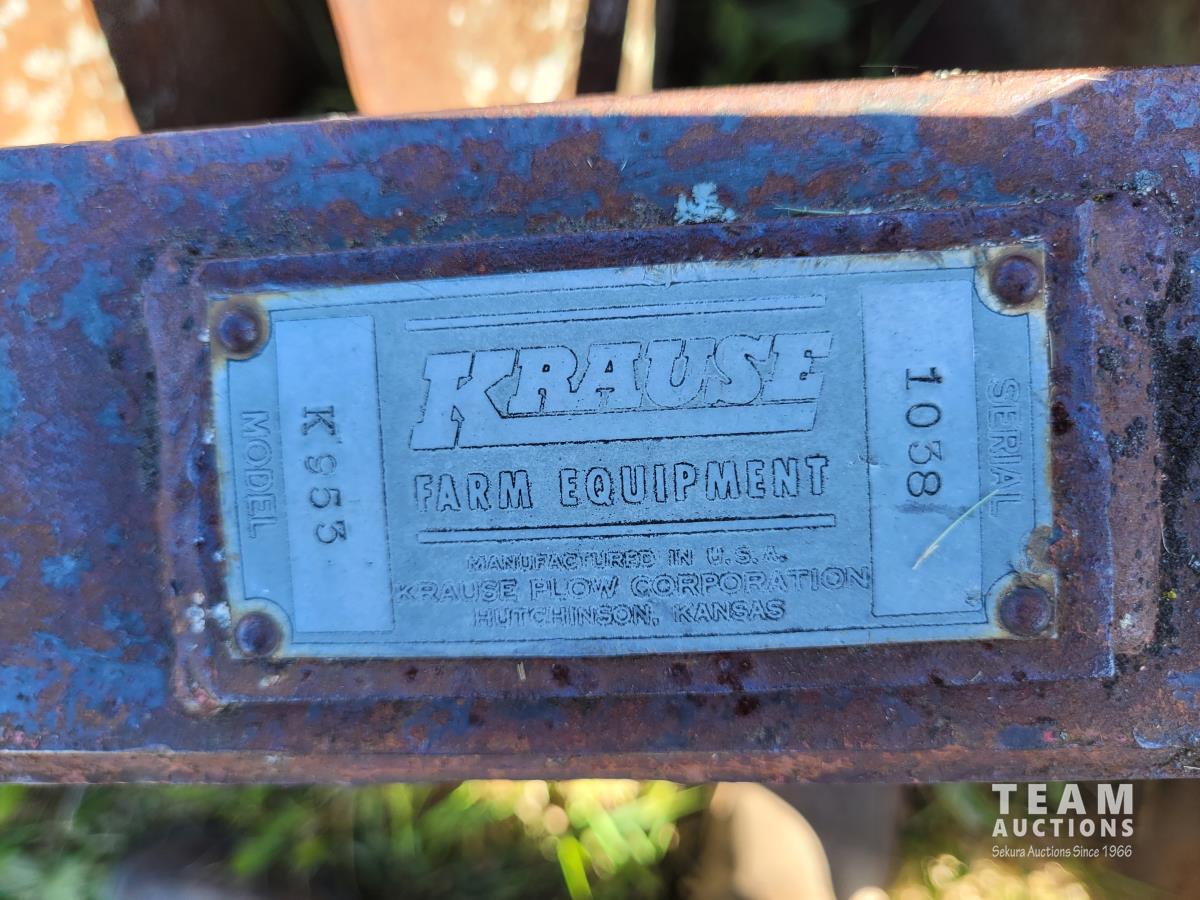 MODEL
K953
KRAUSE
FARM EQUIPMENT
MANUFACTURED IN U.S.A.
KRAUSE PLOW CORPORATION
HUTCHINSON, KANSAS
1038
SERIAL
TEAM
AUCTIONS
Sekura Auctions Since 1966